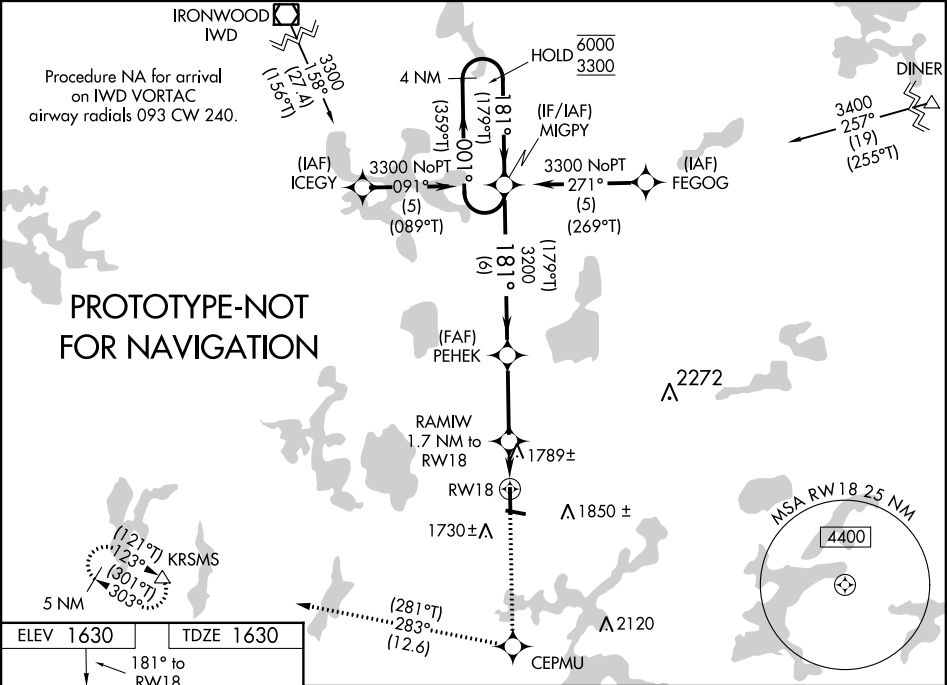 IRONWOOD
IWD
Procedure NA for arrival
on IWD VORTAC
airway radials 093 CW 240.
3300
158°
(27.4)
(156°T)
4 NM
HOLD
6000
3300
(359°T)
001°
181°
(179°T)
(IF/IAF)
MIGPY
DINER
3400
257°
(19)
(255°T)
(IAF)
ICEGY
3300 NoPT
091°
(5)
(089°T)
3300 NoPT
271°
(5)
(269°T)
(IAF)
FEGOG
3200
(179°T)
181°
(6)
PROTOTYPE-NOT
FOR NAVIGATION
(FAF)
PEHEK
2272
RAMIW
1.7 NM to
RW18
1789±
RW18
1850 ±
1730±
MSA RW18 25 NM
4400
(121°T)
123°
(301°T)
303°
KRSMS
5 NM
(281°T)
283°
(12.6)
2120
CEPMU
ELEV 1630
TDZE 1630
181° to
RW18